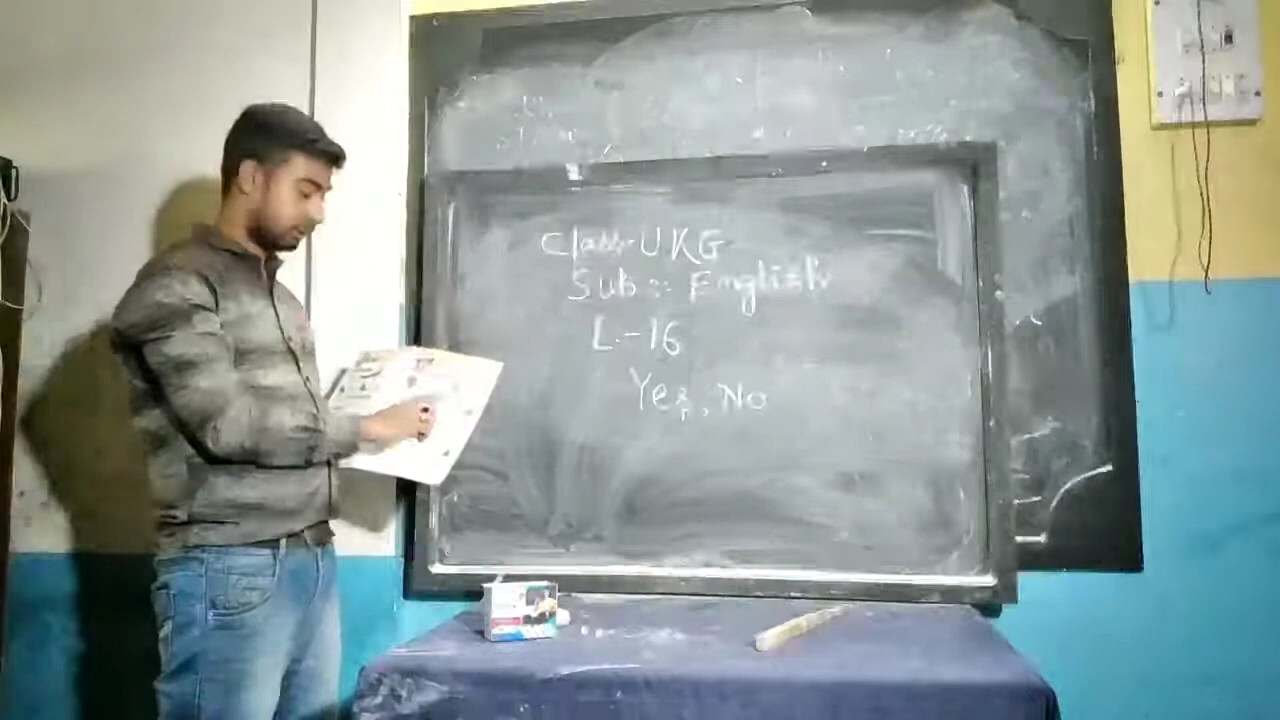 Class-UKG
Sub:- English
L-16
Yes, No